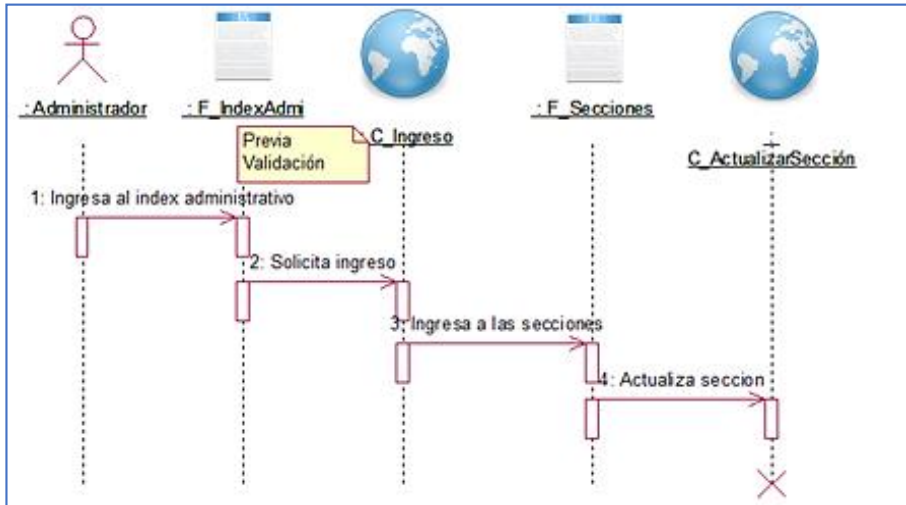 : Administrador
: F_IndexAdmi
C_Ingreso
: F_Secciones
C_ActualizarSección
Previa
Validación
1: Ingresa al index administrativo
2: Solicita ingreso
3: Ingresa a las secciones
4: Actualiza seccion